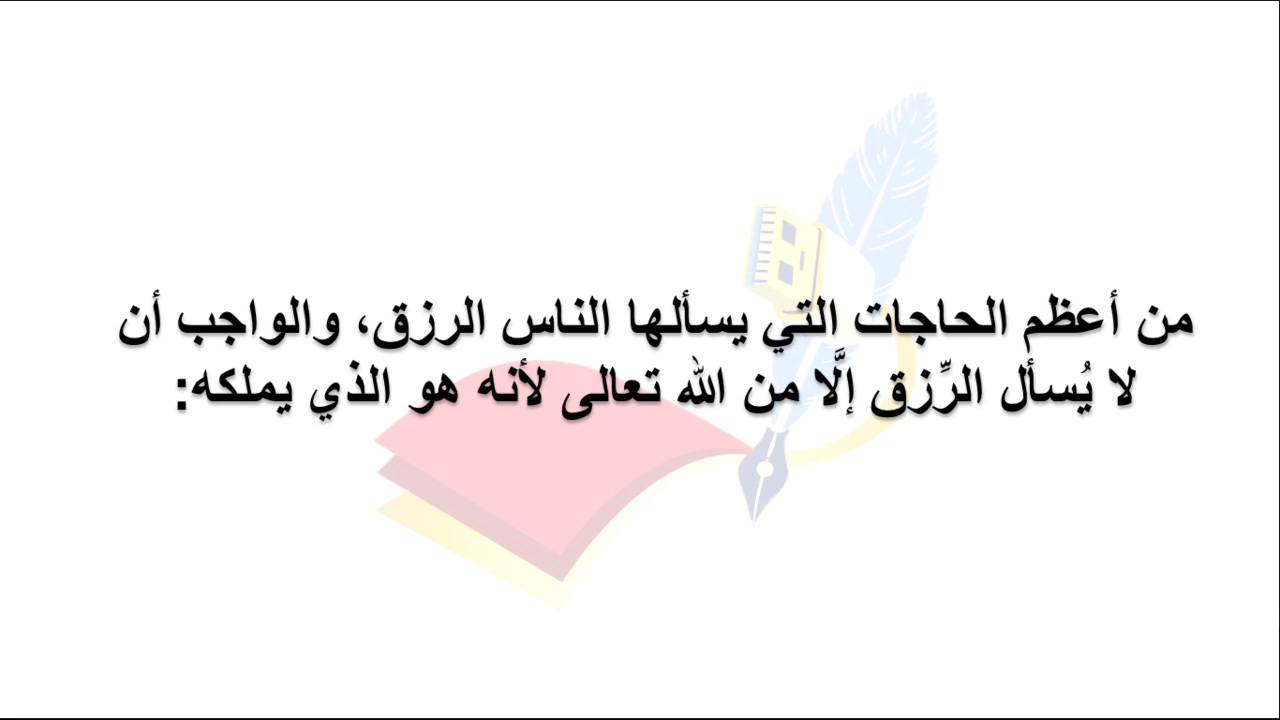 من أعظم الحاجات التي يسألها الناس الرزق، والواجب أن
لا يُسأل الرِّزق إلَّا من الله تعالى لأنه هو الذي يملكه: